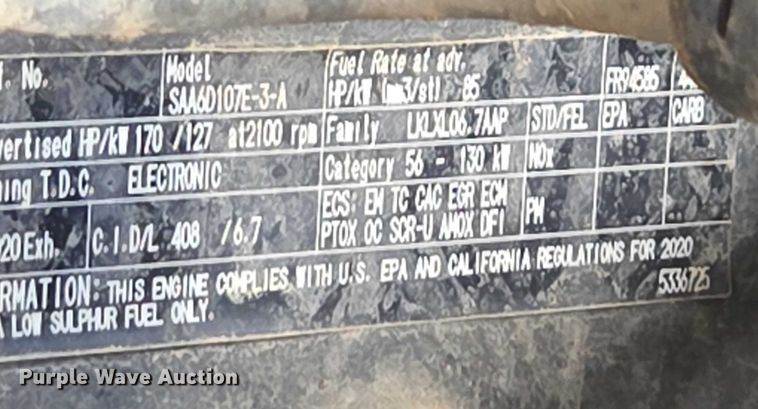 No. Model Fuel Rate at adv.
SAA6D107E-3-A HP/kW (mm3/st) 85 FR94585
vertised HP/kW 170 /127 at2100 rpm Family LKLXL06.7AAP STD/FEL EPA CARB
ing T.D.C. ELECTRONIC Category 56 - 130 kW NOx
20 Exh. C.I.D/L 408 /6.7 ECS: EM TC CAC EGR ECM PM
PTOX OC SCR-U AMOX DFI
RMATION: THIS ENGINE COMPLIES WITH U.S. EPA AND CALIFORNIA REGULATIONS FOR 2020
A LOW SULPHUR FUEL ONLY. 5336725
Purple Wave Auction